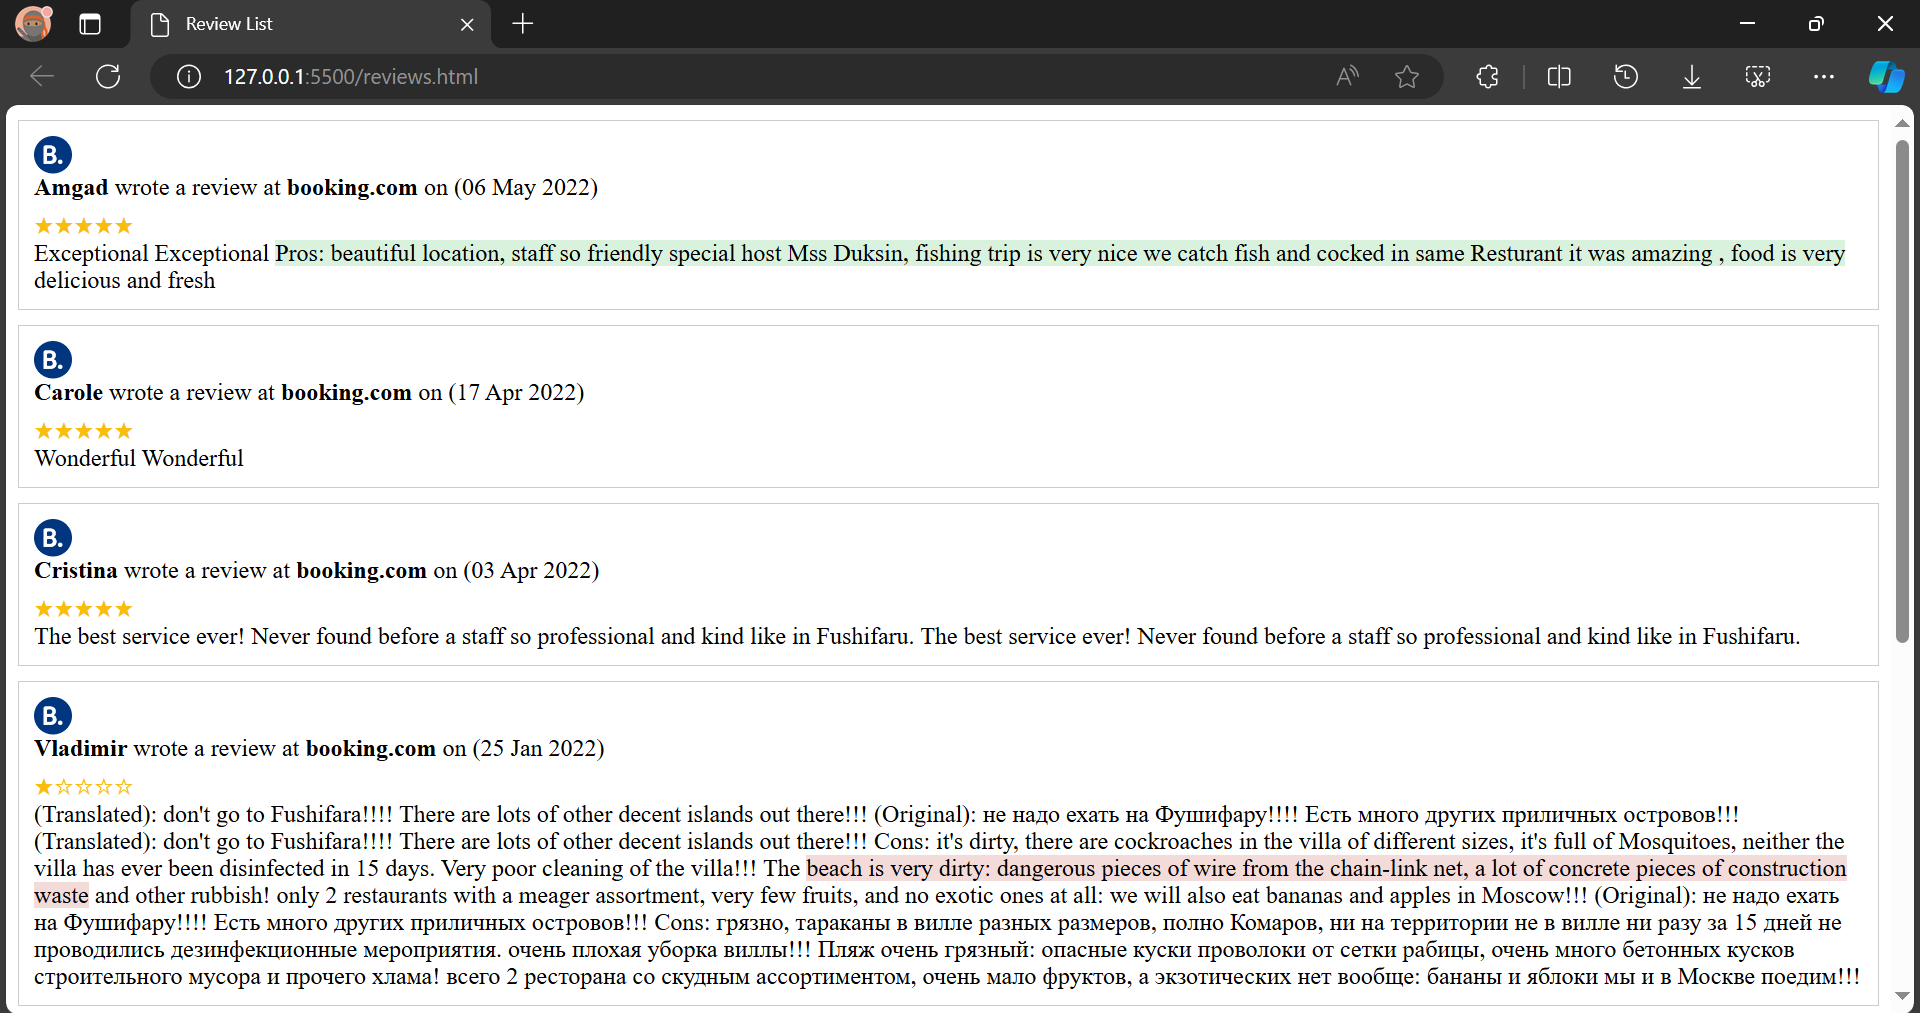 Review List
127.0.0.1:5500/reviews.html
B.
Amgad wrote a review at booking.com on (06 May 2022)
★★★★★
Exceptional Exceptional Pros: beautiful location, staff so friendly special host Mss Duksin, fishing trip is very nice we catch fish and cocked in same Resturant it was amazing , food is very
delicious and fresh
B.
Carole wrote a review at booking.com on (17 Apr 2022)
★★★★★
Wonderful Wonderful
B.
Cristina wrote a review at booking.com on (03 Apr 2022)
★★★★★
The best service ever! Never found before a staff so professional and kind like in Fushifaru. The best service ever! Never found before a staff so professional and kind like in Fushifaru.
B.
Vladimir wrote a review at booking.com on (25 Jan 2022)
★☆☆☆☆
(Translated): don't go to Fushifara!!!! There are lots of other decent islands out there!!! (Original): не надо ехать на Фушифару!!!! Есть много других приличных островов!!!
(Translated): don't go to Fushifara!!!! There are lots of other decent islands out there!!! Cons: it's dirty, there are cockroaches in the villa of different sizes, it's full of Mosquitoes, neither the
villa has ever been disinfected in 15 days. Very poor cleaning of the villa!!! The beach is very dirty: dangerous pieces of wire from the chain-link net, a lot of concrete pieces of construction
waste and other rubbish! only 2 restaurants with a meager assortment, very few fruits, and no exotic ones at all: we will also eat bananas and apples in Moscow!!! (Original): не надо ехать
на Фушифару!!!! Есть много других приличных островов!!! Cons: грязно, тараканы в вилле разных размеров, полно Комаров, ни на территории не в вилле ни разу за 15 дней не
проводились дезинфекционные мероприятия. очень плохая уборка виллы!!! Пляж очень грязный: опасные куски проволоки от сетки рабицы, очень много бетонных кусков
строительного мусора и прочего хлама! всего 2 ресторана со скудным ассортиментом, очень мало фруктов, а экзотических нет вообще: бананы и яблоки мы и в Москве поедим!!!